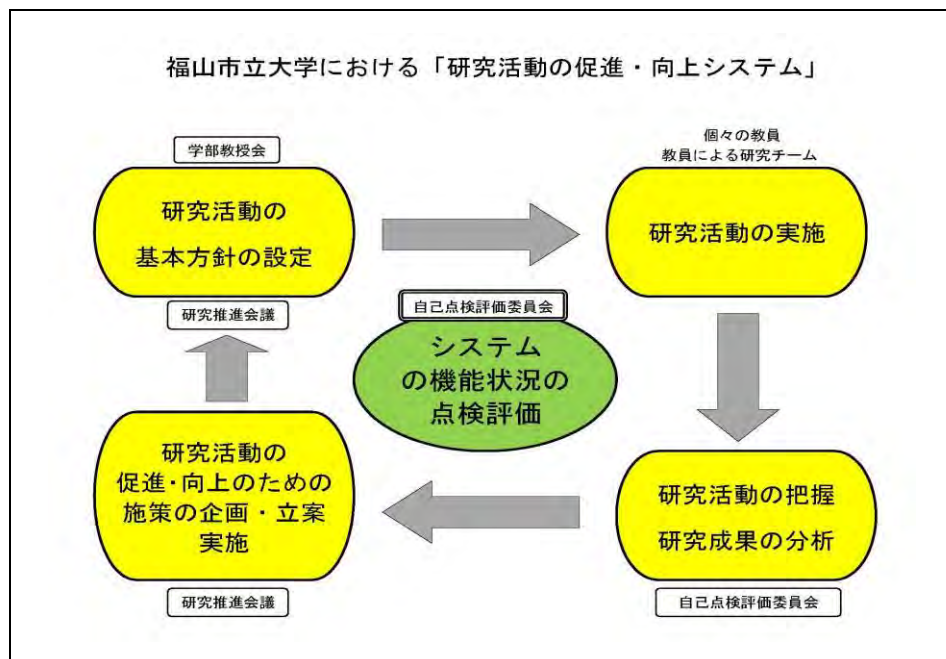 福山市立大学における「研究活動の促進・向上システム」
学部教授会
研究活動の
基本方針の設定
研究推進会議
個々の教員
教員による研究チーム
研究活動の実施
自己点検評価委員会
システム
の機能状況の
点検評価
研究活動の
促進・向上のための
施策の企画・立案
実施
研究推進会議
研究活動の把握
研究成果の分析
自己点検評価委員会